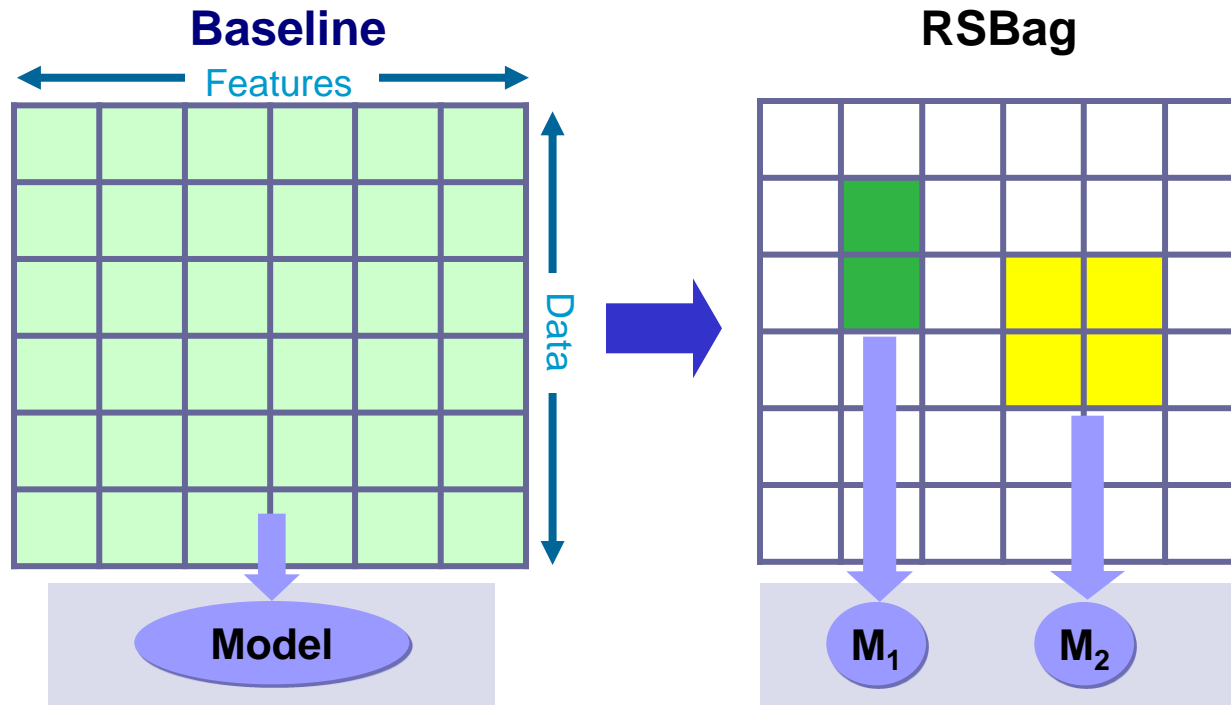 Baseline
RSBag
Features
Data
Model
M₁
M₂